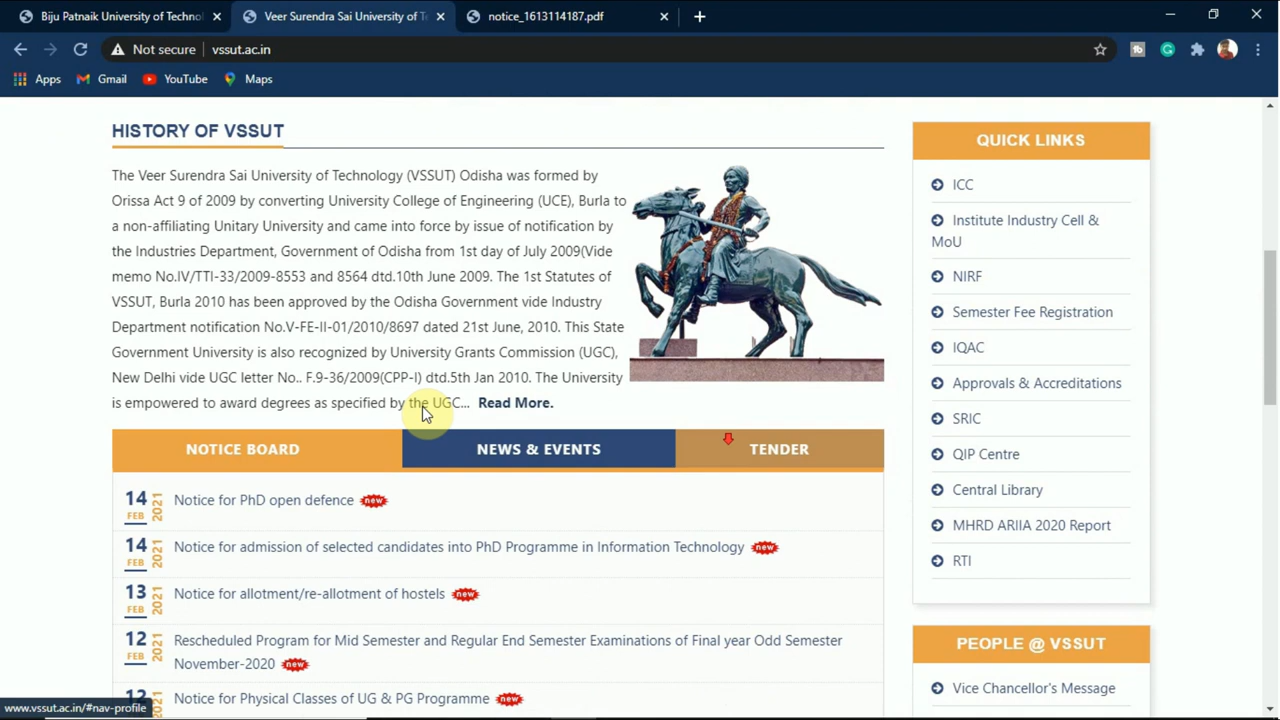 Biju Patnaik University of Technol
Veer Surendra Sai University of T
notice_1613114187.pdf
Not secure
vssut.ac.in
Apps
Gmail
YouTube
Maps
HISTORY OF VSSUT
The Veer Surendra Sai University of Technology (VSSUT) Odisha was formed by
Orissa Act 9 of 2009 by converting University College of Engineering (UCE), Burla to
a non-affiliating Unitary University and came into force by issue of notification by
the Industries Department, Government of Odisha from 1st day of July 2009(Vide
memo No.IV/TTI-33/2009-8553 and 8564 dtd.10th June 2009. The 1st Statutes of
VSSUT, Burla 2010 has been approved by the Odisha Government vide Industry
Department notification No.V-FE-II-01/2010/8697 dated 21st June, 2010. This State
Government University is also recognized by University Grants Commission (UGC),
New Delhi vide UGC letter No.. F.9-36/2009(CPP-I) dtd.5th Jan 2010. The University
is empowered to award degrees as specified by the UGC... Read More.
NOTICE BOARD
NEWS & EVENTS
TENDER
14
FEB
2021
Notice for PhD open defence
new
14
FEB
2021
Notice for admission of selected candidates into PhD Programme in Information Technology
new
13
FEB
2021
Notice for allotment/re-allotment of hostels
new
12
FEB
2021
Rescheduled Program for Mid Semester and Regular End Semester Examinations of Final year Odd Semester
November-2020
new
12
Notice for Physical Classes of UG & PG Programme
new
QUICK LINKS
ICC
Institute Industry Cell &
MoU
NIRF
Semester Fee Registration
IQAC
Approvals & Accreditations
SRIC
QIP Centre
Central Library
MHRD ARIIA 2020 Report
RTI
PEOPLE @ VSSUT
Vice Chancellor's Message
www.vssut.ac.in/#nav-profile